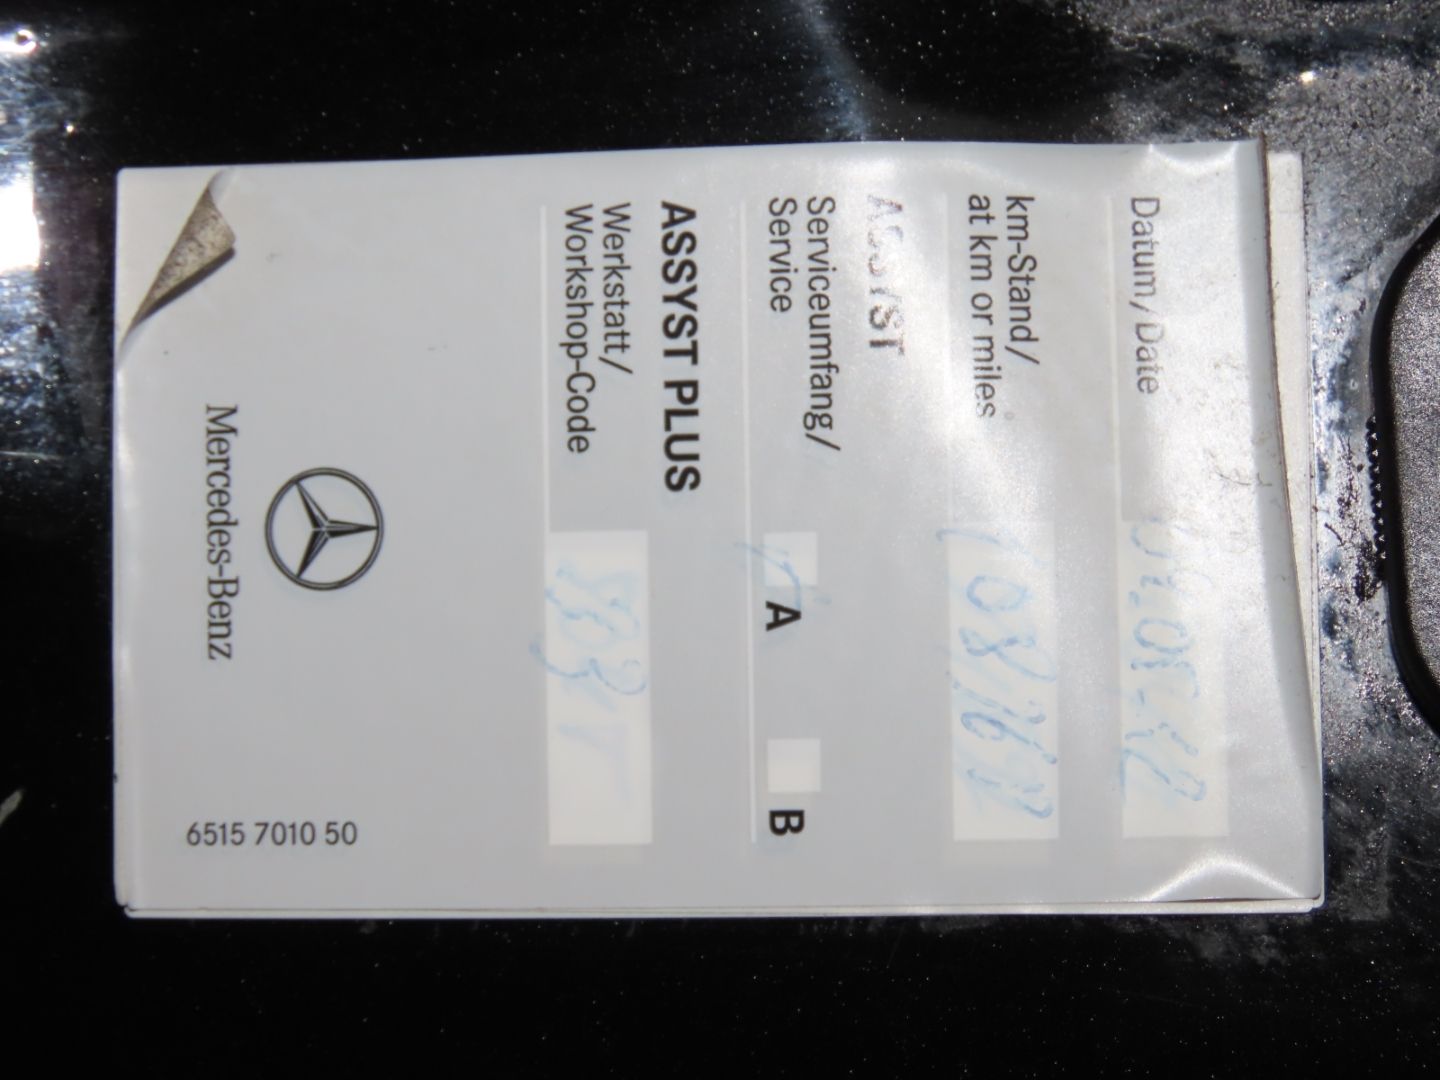 Datum/Date
km-Stand/
at km or miles
ASSYST
Serviceumfang/
Service
A B
ASSYST PLUS
Werkstatt/
Workshop-Code
Mercedes-Benz
6515 7010 50